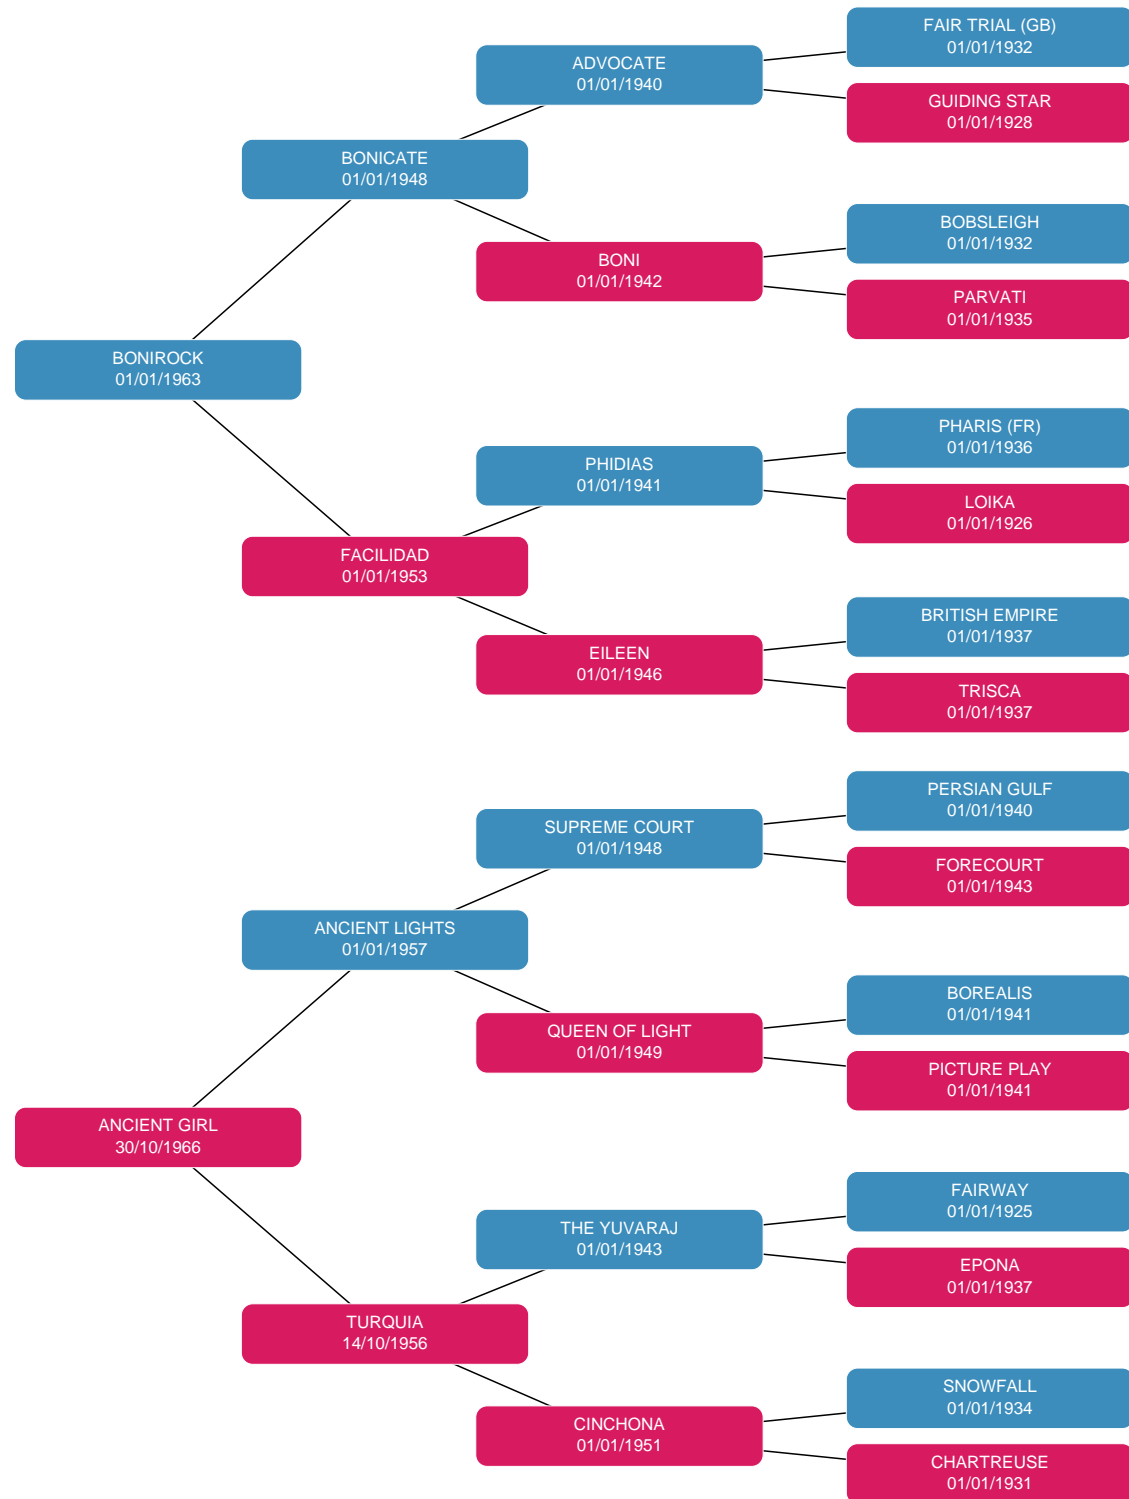 FAIR TRIAL (GB)
01/01/1932
ADVOCATE
01/01/1940
GUIDING STAR
01/01/1928
BONICATE
01/01/1948
BOBSLEIGH
01/01/1932
BONI
01/01/1942
PARVATI
01/01/1935
BONIROCK
01/01/1963
PHARIS (FR)
01/01/1936
PHIDIAS
01/01/1941
LOIKA
01/01/1926
FACILIDAD
01/01/1953
BRITISH EMPIRE
01/01/1937
EILEEN
01/01/1946
TRISCA
01/01/1937
PERSIAN GULF
01/01/1940
SUPREME COURT
01/01/1948
FORECOURT
01/01/1943
ANCIENT LIGHTS
01/01/1957
BOREALIS
01/01/1941
QUEEN OF LIGHT
01/01/1949
PICTURE PLAY
01/01/1941
ANCIENT GIRL
30/10/1966
FAIRWAY
01/01/1925
THE YUVARAJ
01/01/1943
EPONA
01/01/1937
TURQUIA
14/10/1956
SNOWFALL
01/01/1934
CINCHONA
01/01/1951
CHARTREUSE
01/01/1931